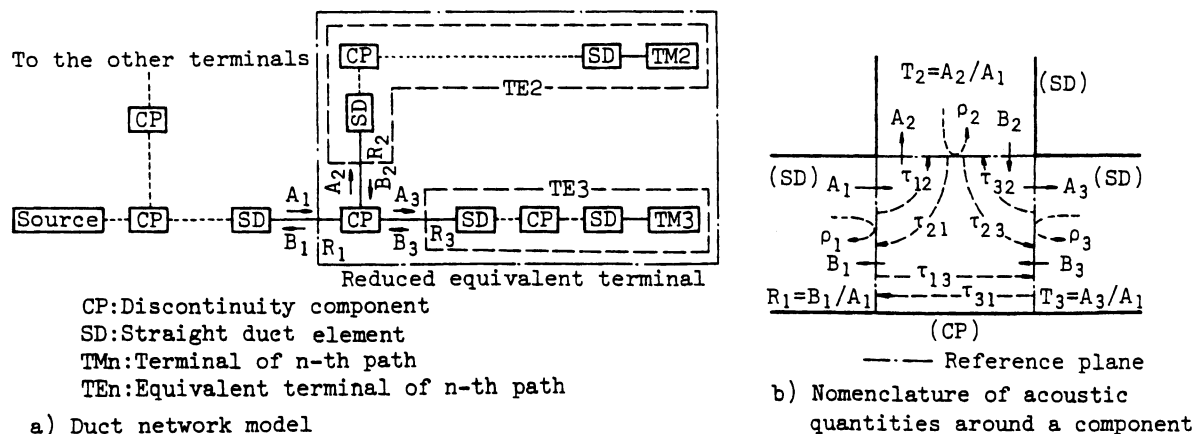 To the other terminals
CP
CP
SD
TM2
SD
TE2
R₂
A₂
B₂
Source
CP
SD
A₁
B₁
R₁
CP
A₃
B₃
R₃
TE3
SD
CP
SD
TM3
Reduced equivalent terminal
CP:Discontinuity component
SD:Straight duct element
TMn:Terminal of n-th path
TEn:Equivalent terminal of n-th path
a) Duct network model
T₂=A₂/A₁
(SD)
A₂
ρ₂
B₂
(SD)
A₁
τ₁₂
τ₃₂
A₃
(SD)
ρ₁
τ₂₁
τ₂₃
ρ₃
B₁
τ₁₃
B₃
R₁=B₁/A₁
τ₃₁
T₃=A₃/A₁
(CP)
Reference plane
b) Nomenclature of acoustic
quantities around a component